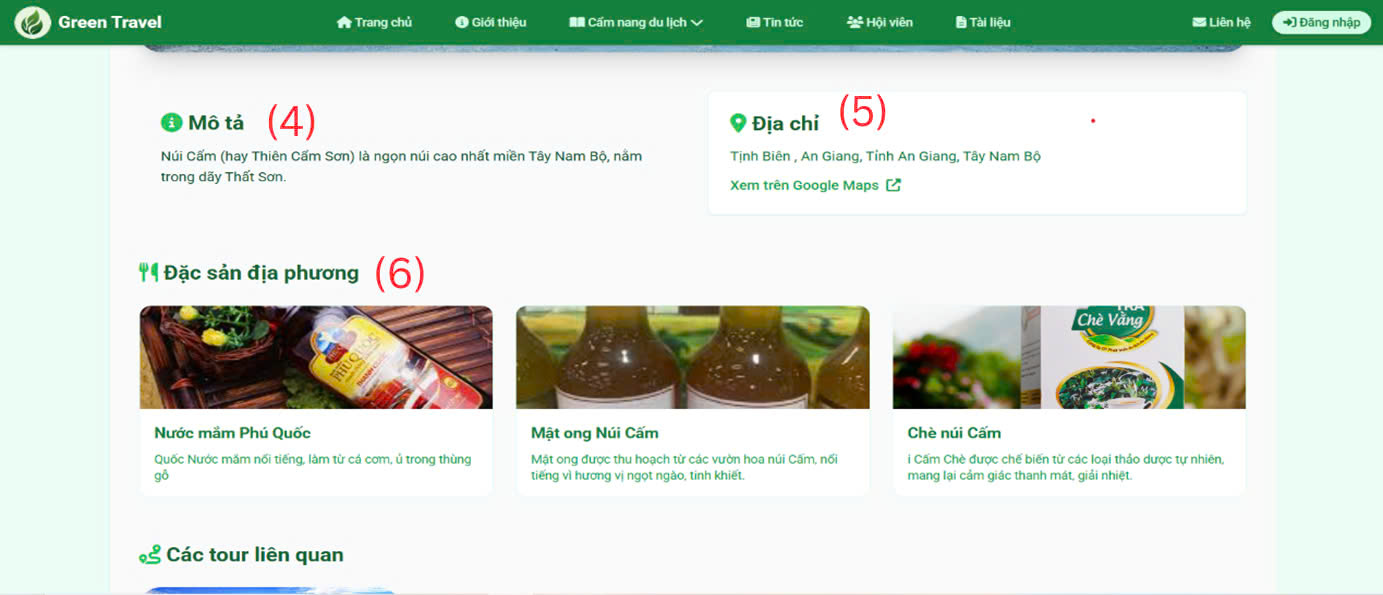 Green Travel
Trang chủ
Giới thiệu
Cẩm nang du lịch
Tin tức
Hội viên
Tài liệu
Liên hệ
Đăng nhập
Mô tả (4)
Núi Cấm (hay Thiên Cẩm Sơn) là ngọn núi cao nhất miền Tây Nam Bộ, nằm
trong dãy Thất Sơn.
Địa chỉ (5)
Tịnh Biên , An Giang, Tỉnh An Giang, Tây Nam Bộ
Xem trên Google Maps
Đặc sản địa phương (6)
PHU QUOC
TRÀ
Chè Vằng
Nước mắm Phú Quốc
Quốc Nước mắm nổi tiếng, làm từ cá cơm, ủ trong thùng
gỗ
Mật ong Núi Cấm
Mật ong được thu hoạch từ các vườn hoa núi Cấm, nổi
tiếng vì hương vị ngọt ngào, tinh khiết.
Chè núi Cấm
i Cấm Chè được chế biến từ các loại thảo dược tự nhiên,
mang lại cảm giác thanh mát, giải nhiệt.
Các tour liên quan